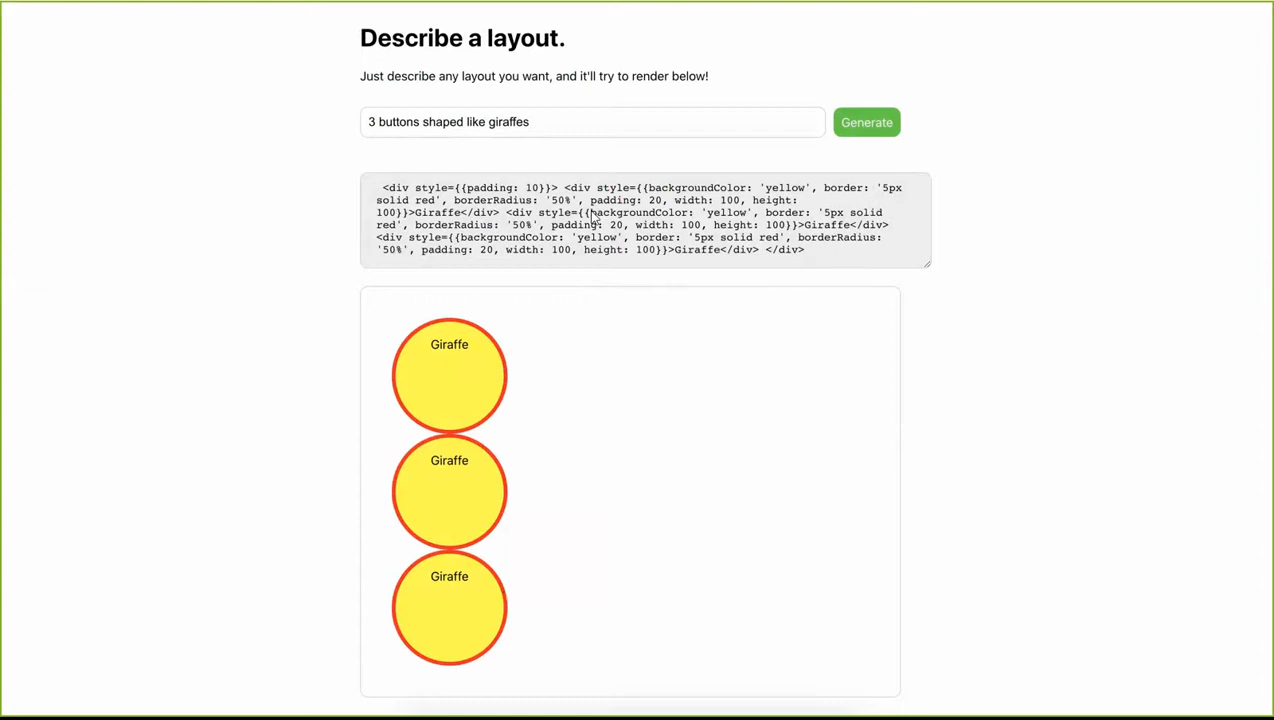 Describe a layout.
Just describe any layout you want, and it'll try to render below!
3 buttons shaped like giraffes
Generate
<div style={{padding: 10}}> <div style={{backgroundColor: 'yellow', border: '5px
solid red', borderRadius: '50%', padding: 20, width: 100, height:
100}}>Giraffe</div> <div style={{backgroundColor: 'yellow', border: '5px solid
red', borderRadius: '50%', padding: 20, width: 100, height: 100}}>Giraffe</div>
<div style={{backgroundColor: 'yellow', border: '5px solid red', borderRadius:
'50%', padding: 20, width: 100, height: 100}}>Giraffe</div> </div>
Giraffe
Giraffe
Giraffe